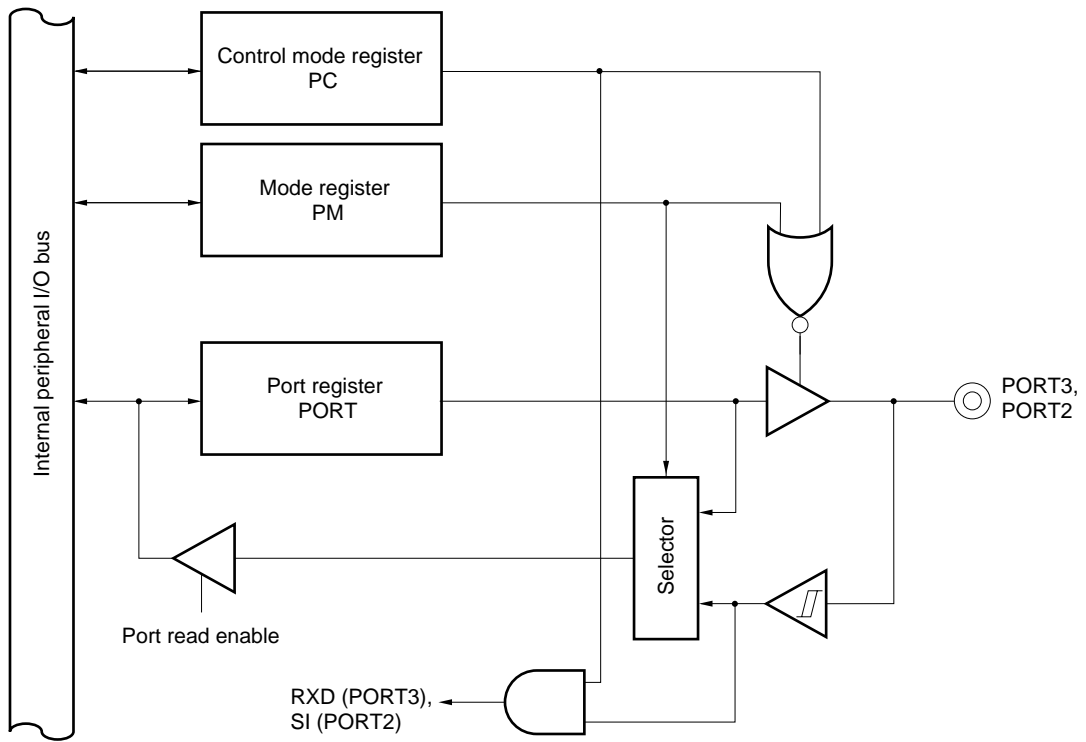 Control mode register
PC
Mode register
PM
Internal peripheral I/O bus
Port register
PORT
PORT3,
PORT2
Selector
Port read enable
RXD (PORT3),
SI (PORT2)